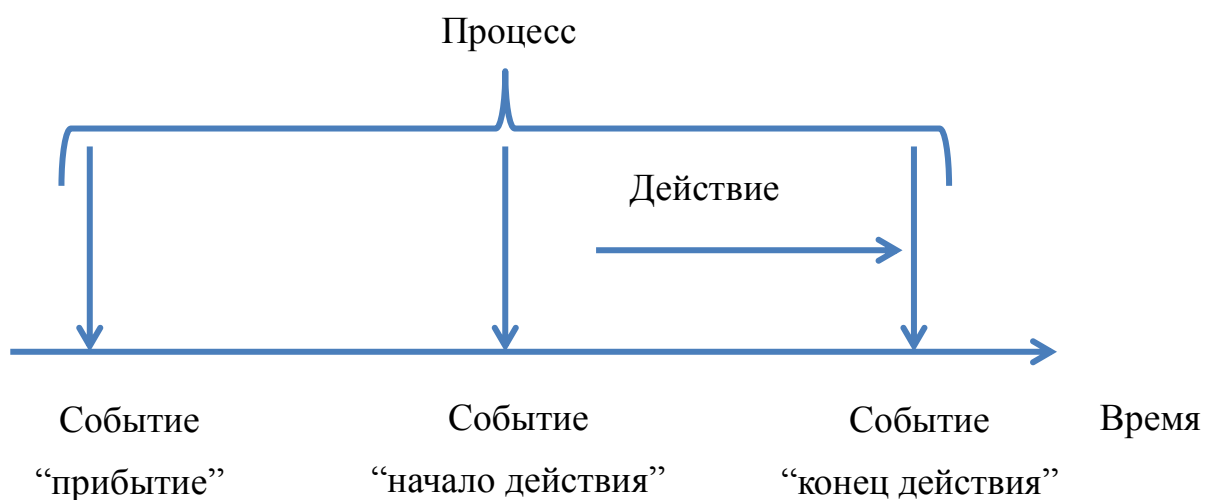 Процесс
Действие
Событие
“прибытие”
Событие
“начало действия”
Событие
“конец действия”
Время